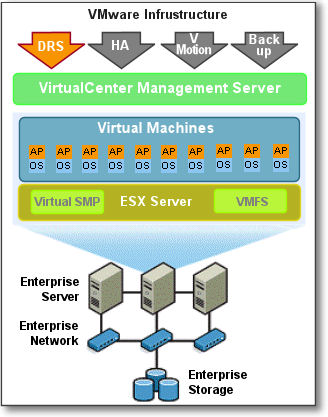 VMware Infrustructure
DRS HA V Motion Back up
VirtualCenter Management Server
Virtual Machines
AP AP AP AP AP AP AP AP AP
OS OS OS OS OS OS OS OS OS
Virtual SMP ESX Server VMFS
Enterprise Server
Enterprise Network
Enterprise Storage